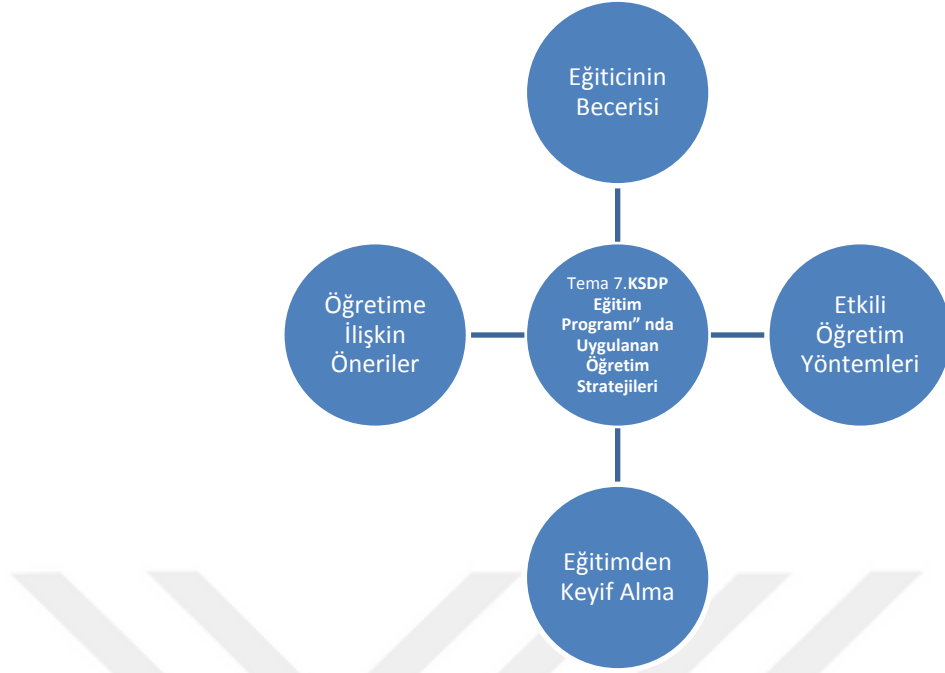 Eğiticinin
Becerisi
Öğretime
İlişkin
Öneriler
Tema 7.KSDP
Eğitim
Programı” nda
Uygulanan
Öğretim
Stratejileri
Etkili
Öğretim
Yöntemleri
Eğitimden
Keyif Alma